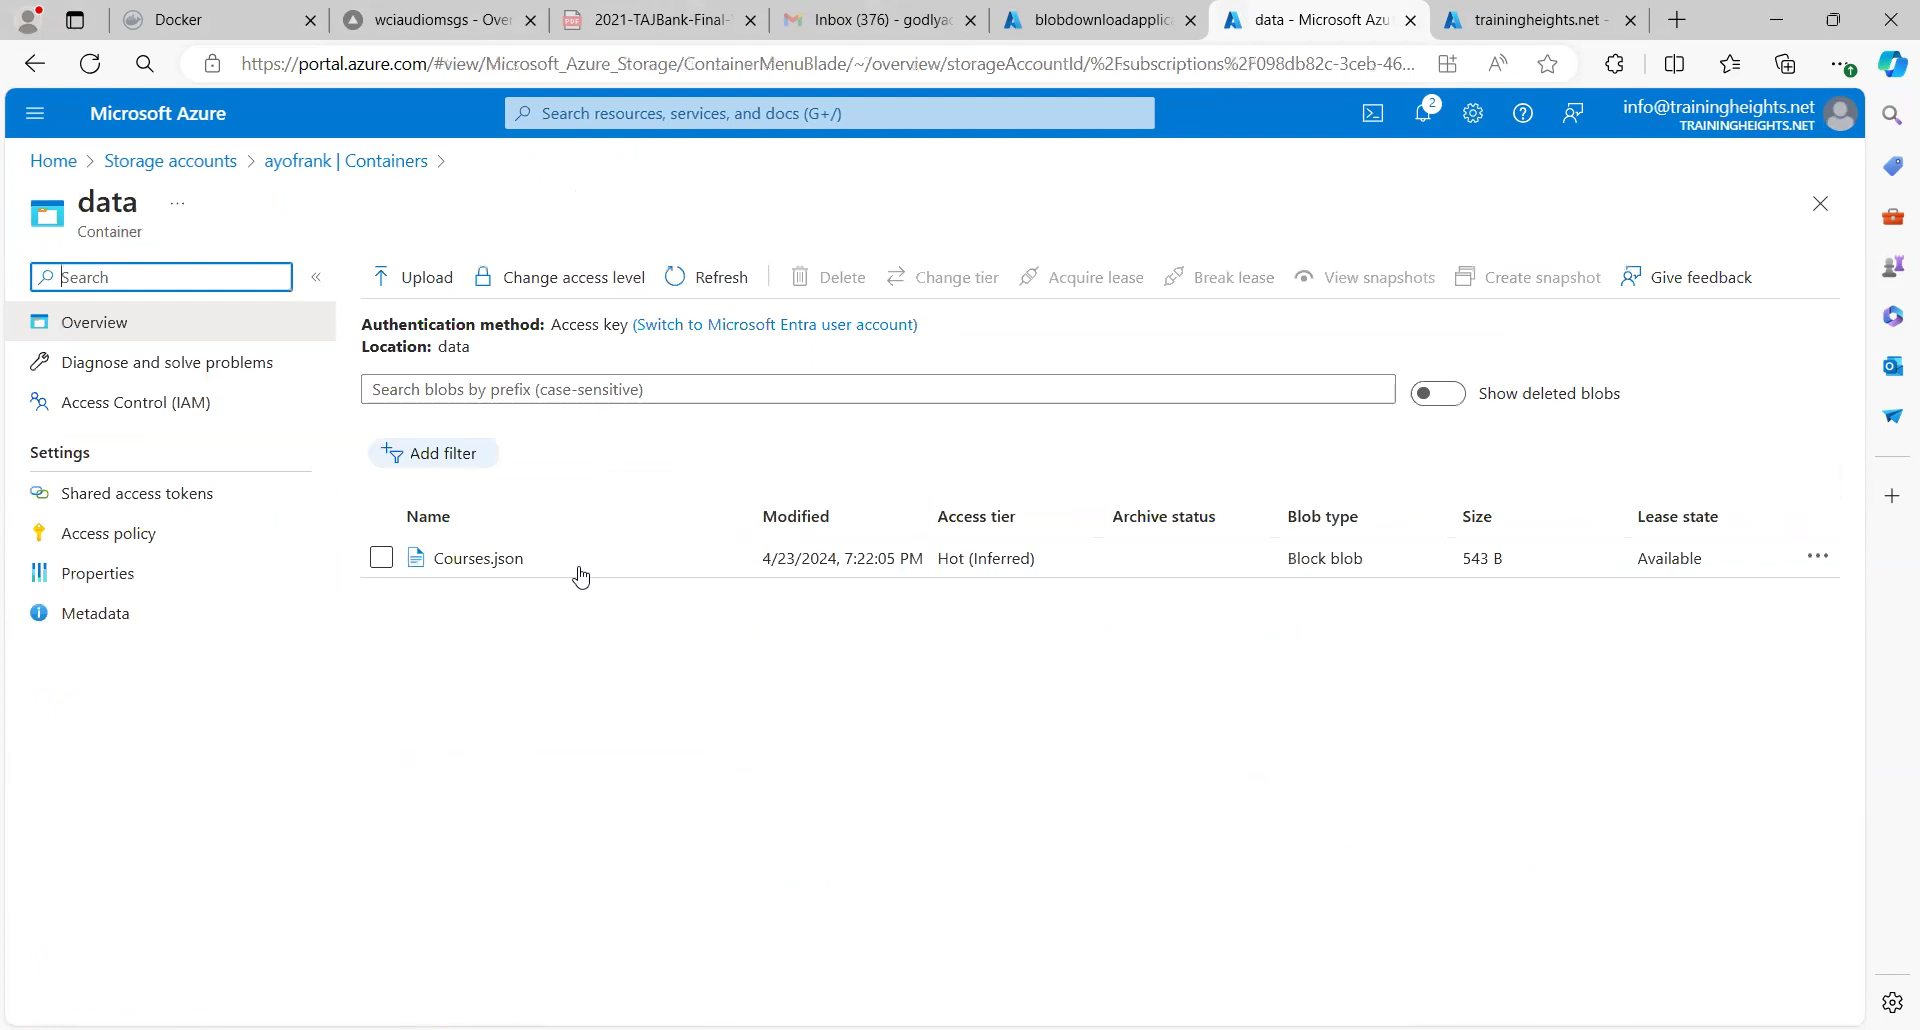 Docker
wciaudiomsgs - Over
2021-TAJBank-Final-
Inbox (376) - godlyac
blobdownloadapplica
data - Microsoft Azu
trainingheights.net -
https://portal.azure.com/#view/Microsoft_Azure_Storage/ContainerMenuBlade/~/overview/storageAccountId/%2Fsubscriptions%2F098db82c-3ceb-46...
Microsoft Azure
Search resources, services, and docs (G+/)
2
info@trainingheights.net
TRAININGHEIGHTS.NET
Home > Storage accounts > ayofrank | Containers >
data ...
Container
Search
«
Upload
Change access level
Refresh
Delete
Change tier
Acquire lease
Break lease
View snapshots
Create snapshot
Give feedback
Overview
Diagnose and solve problems
Access Control (IAM)
Settings
Shared access tokens
Access policy
Properties
Metadata
Authentication method: Access key (Switch to Microsoft Entra user account)
Location: data
Search blobs by prefix (case-sensitive)
Show deleted blobs
Add filter
Name Modified Access tier Archive status Blob type Size Lease state
Courses.json 4/23/2024, 7:22:05 PM Hot (Inferred) Block blob 543 B Available ...